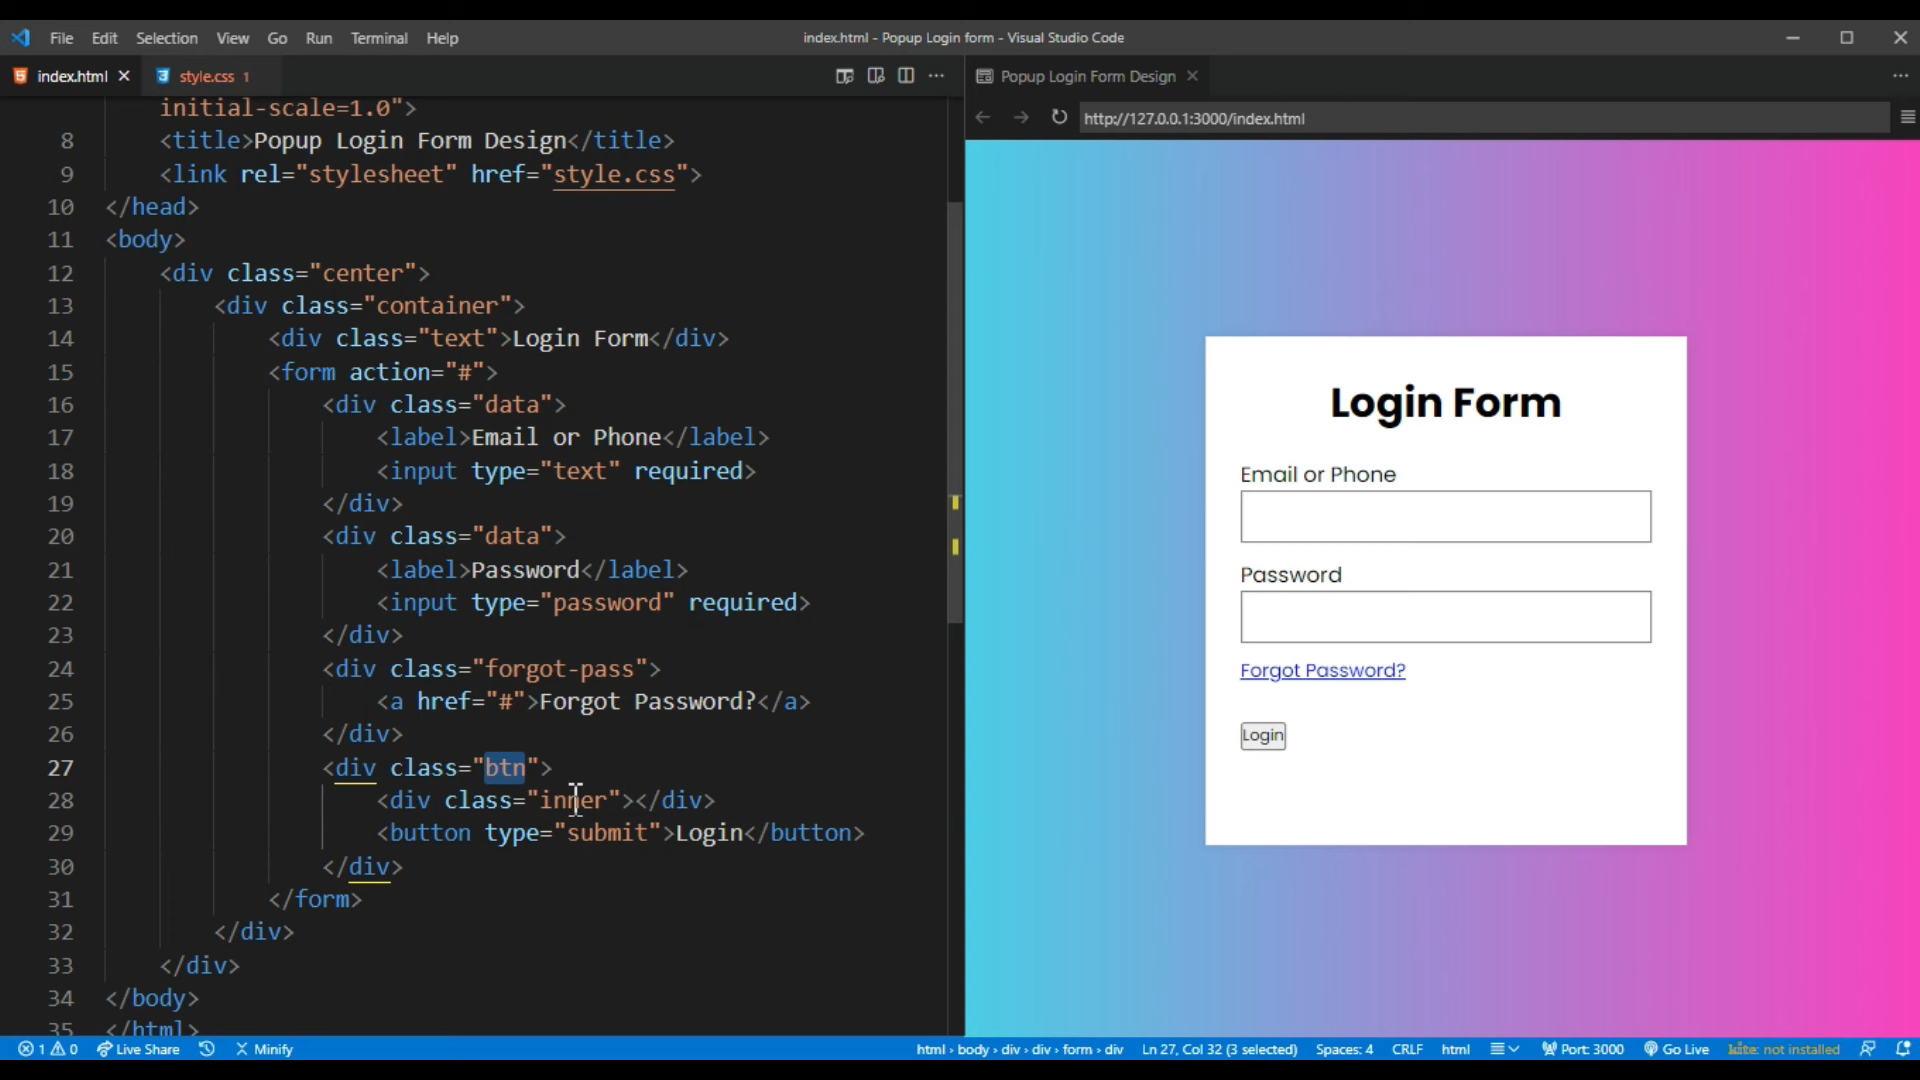 File Edit Selection View Go Run Terminal Help
index.html - Popup Login form - Visual Studio Code
index.html
style.css 1
Popup Login Form Design
http://127.0.0.1:3000/index.html
initial-scale=1.0">
8 <title>Popup Login Form Design</title>
9 <link rel="stylesheet" href="style.css">
10 </head>
11 <body>
12 <div class="center">
13 <div class="container">
14 <div class="text">Login Form</div>
15 <form action="#">
16 <div class="data">
17 <label>Email or Phone</label>
18 <input type="text" required>
19 </div>
20 <div class="data">
21 <label>Password</label>
22 <input type="password" required>
23 </div>
24 <div class="forgot-pass">
25 <a href="#">Forgot Password?</a>
26 </div>
27 <div class="btn">
28 <div class="inner"></div>
29 <button type="submit">Login</button>
30 </div>
31 </form>
32 </div>
33 </div>
34 </body>
35 </html>
Login Form
Email or Phone
Password
Forgot Password?
Login
1 0 Live Share Minify html › body › div › div › form › div Ln 27, Col 32 (3 selected) Spaces: 4 CRLF html Port: 3000 Go Live kite: not installed